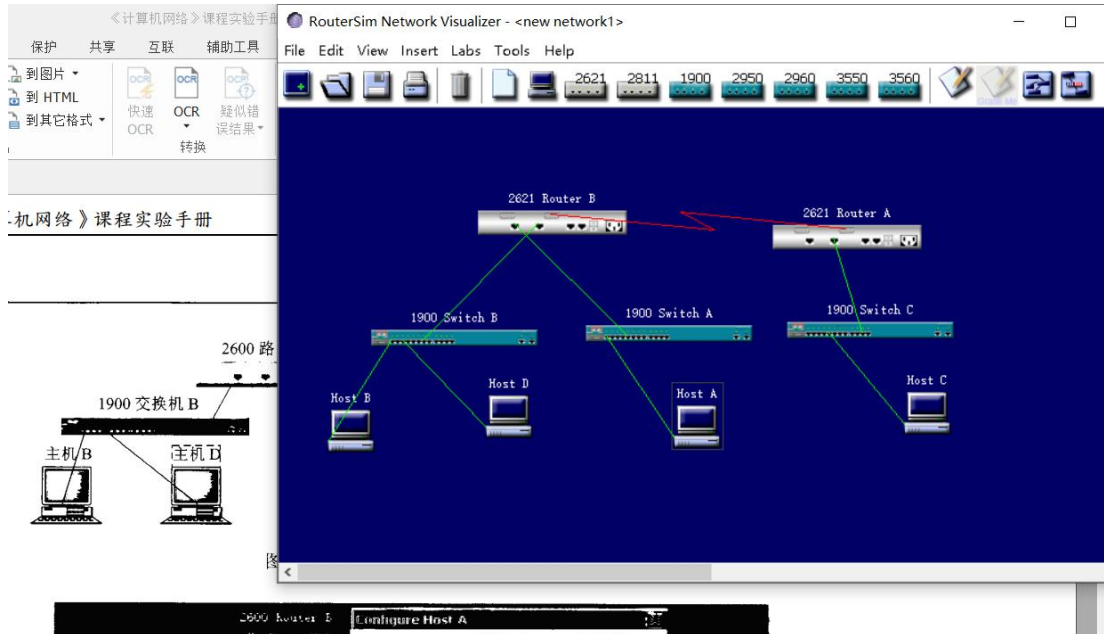 《计算机网络》课程实验手册
RouterSim Network Visualizer - <new network1>
保护 共享 互联 辅助工具
File Edit View Insert Labs Tools Help
到图片
到 HTML
到其它格式
OCR
快速
OCR
OCR
OCR
疑似错
误结果
转换
2621 2811 1900 2950 2960 3550 3560
Grade Me
机网络》课程实验手册
2621 Router B
2621 Router A
1900 Switch B
1900 Switch A
1900 Switch C
Host B
Host D
Host A
Host C
2600 路
1900 交换机 B
主机 B
主机 D
图
2600 Router B
Configure Host A